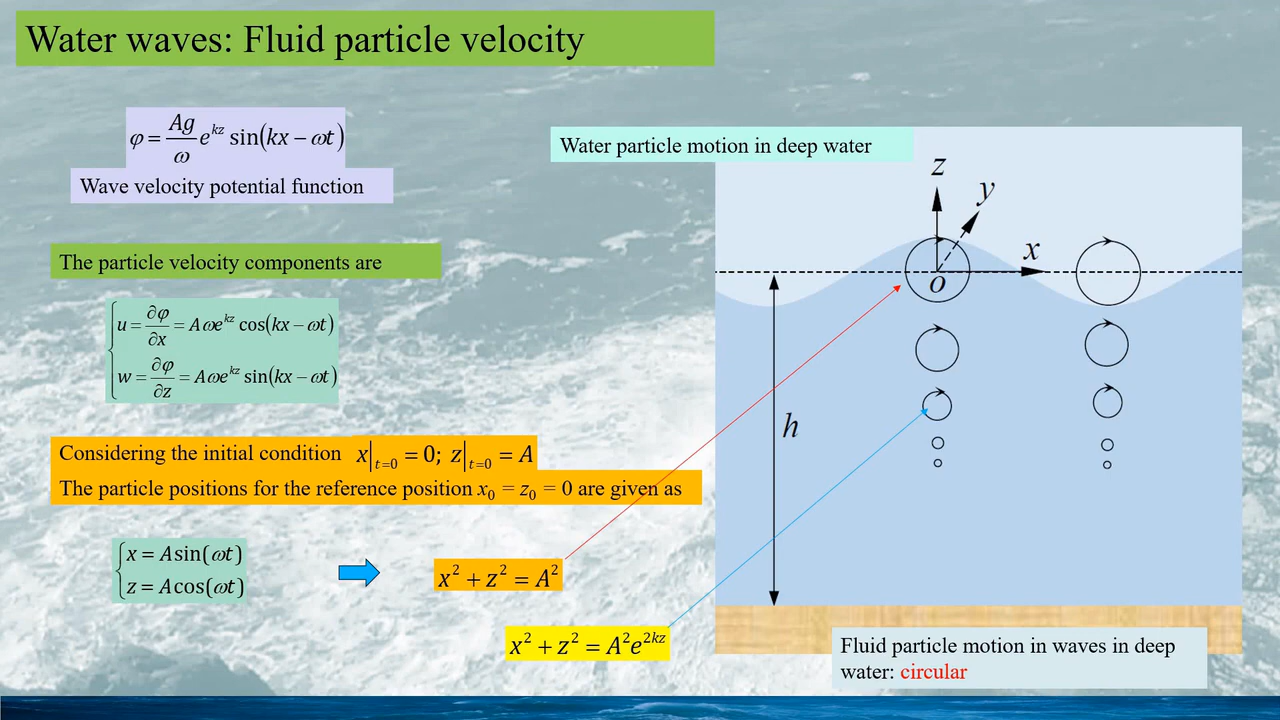 Water waves: Fluid particle velocity
φ = Ag/ω e^{kz} sin(kx − ωt)
Wave velocity potential function
Water particle motion in deep water
The particle velocity components are
u = ∂φ/∂x = Aωe^{kz} cos(kx − ωt)
w = ∂φ/∂z = Aωe^{kz} sin(kx − ωt)
Considering the initial condition x|_{t=0} = 0; z|_{t=0} = A
The particle positions for the reference position x₀ = z₀ = 0 are given as
x = A sin(ωt)
z = A cos(ωt)
x² + z² = A²
x² + z² = A²e^{2kz}
z
y
x
o
h
Fluid particle motion in waves in deep
water: circular